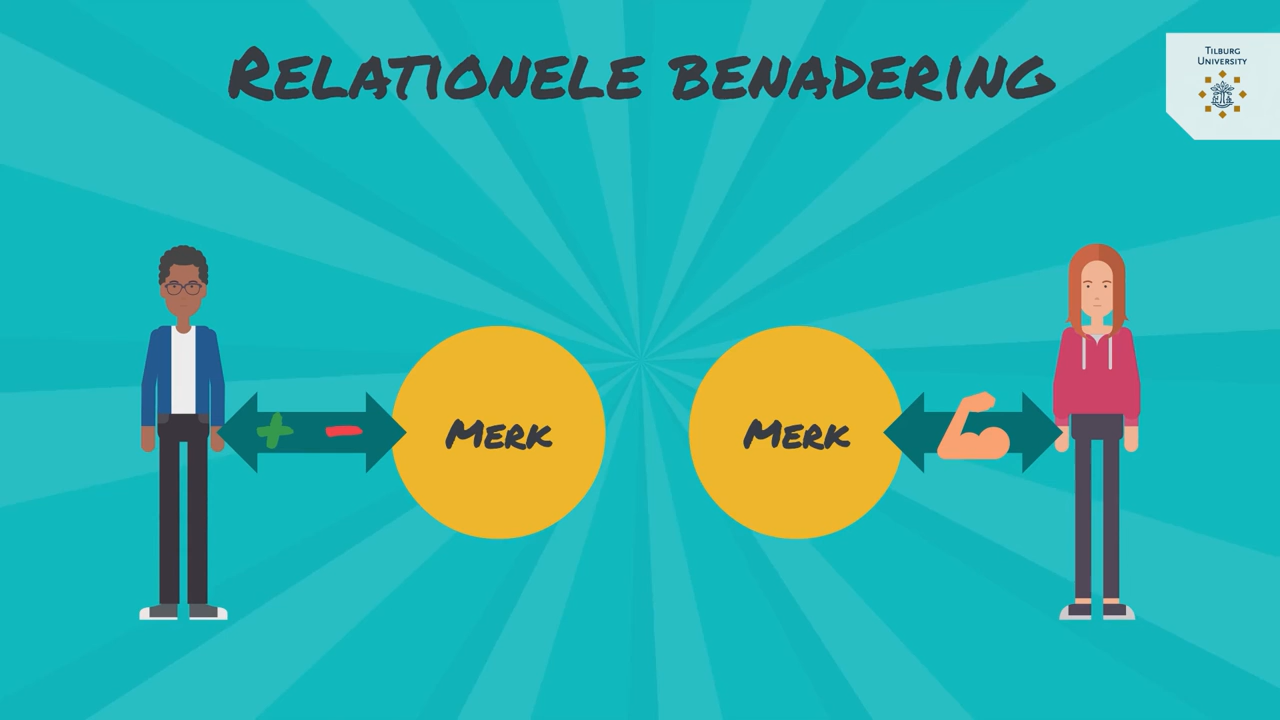 Relationele benadering
Tilburg
University
Merk
Merk